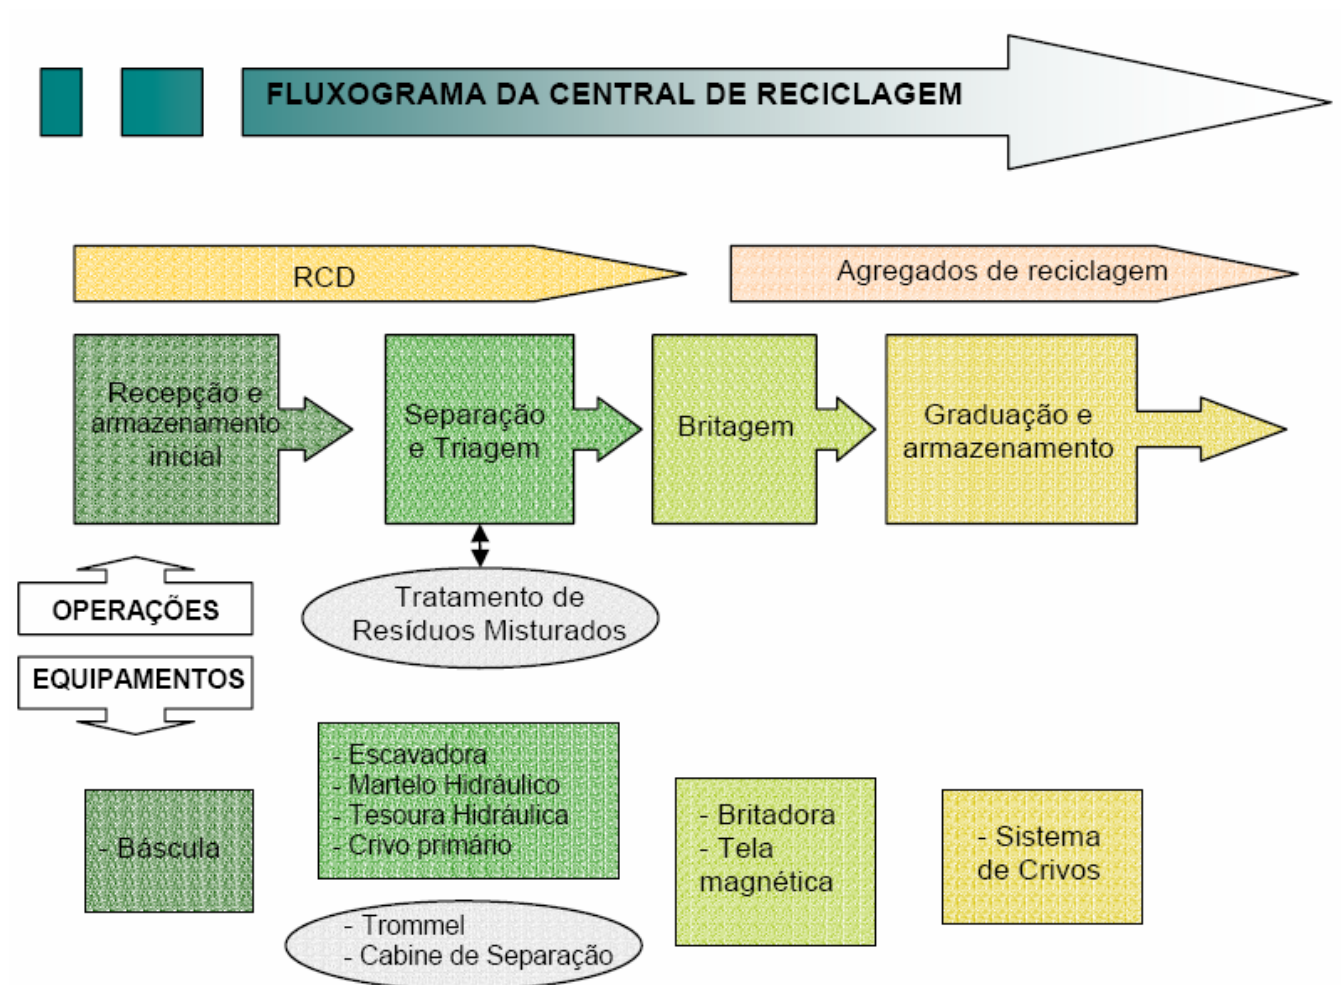 FLUXOGRAMA DA CENTRAL DE RECICLAGEM
RCD
Agregados de reciclagem
Recepção e
armazenamento
inicial
Separação
e Triagem
Britagem
Graduação e
armazenamento
OPERAÇÕES
Tratamento de
Resíduos Misturados
EQUIPAMENTOS
- Báscula
- Escavadora
- Martelo Hidráulico
- Tesoura Hidráulica
- Crivo primário
- Trommel
- Cabine de Separação
- Britadora
- Tela
magnética
- Sistema
de Crivos